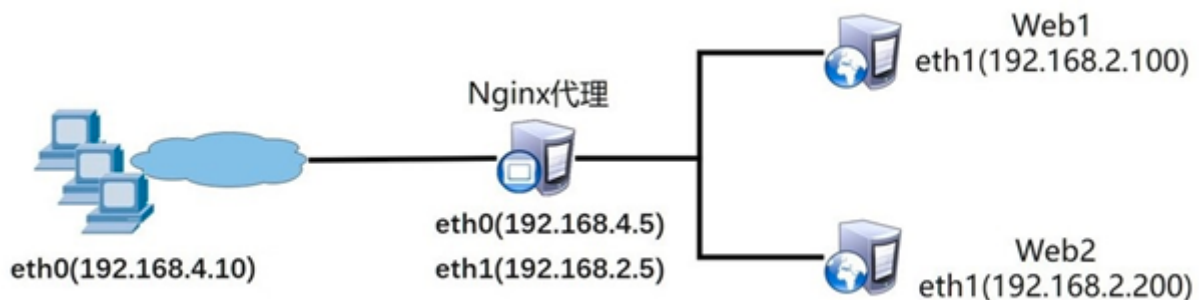 Web1
eth1(192.168.2.100)
Nginx代理
eth0(192.168.4.5)
eth1(192.168.2.5)
eth0(192.168.4.10)
Web2
eth1(192.168.2.200)